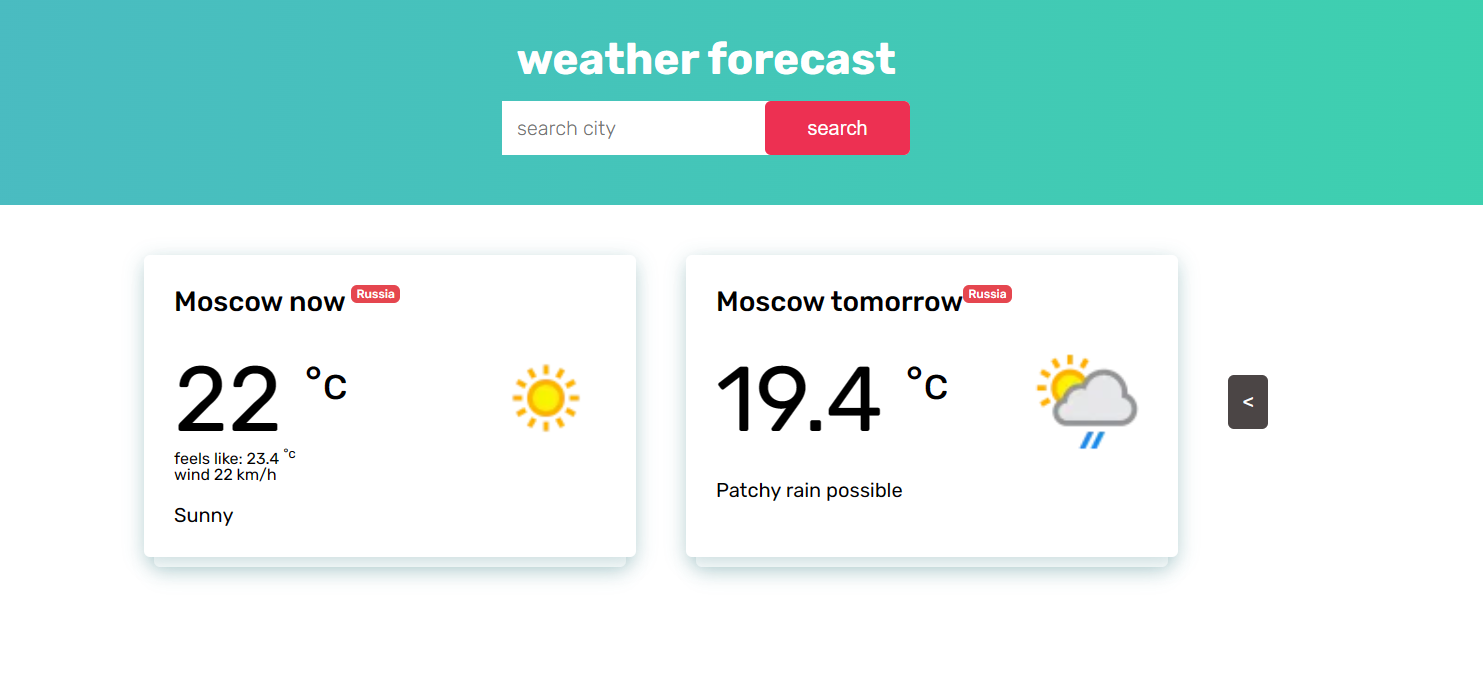 weather forecast
search city
search
Moscow now Russia
22 °c
feels like: 23.4 °c
wind 22 km/h
Sunny
Moscow tomorrow Russia
19.4 °c
Patchy rain possible
<